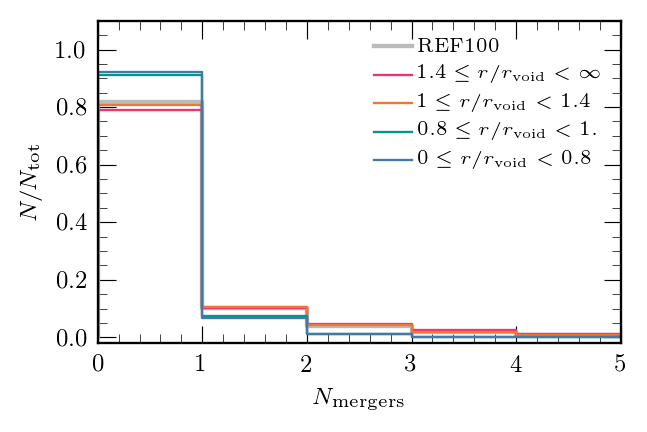 1.0
0.8
0.6
0.4
0.2
0.0
N/N_tot
REF100
1.4 ≤ r/r_void < ∞
1 ≤ r/r_void < 1.4
0.8 ≤ r/r_void < 1.
0 ≤ r/r_void < 0.8
0 1 2 3 4 5
N_mergers